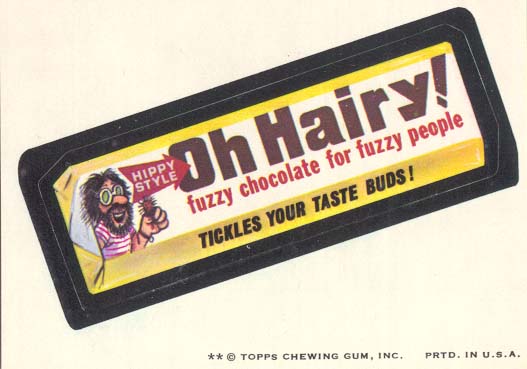 HIPPY
STYLE
Oh Hairy!
fuzzy chocolate for fuzzy people
TICKLES YOUR TASTE BUDS!
** © TOPPS CHEWING GUM, INC. PRTD. IN U.S.A.